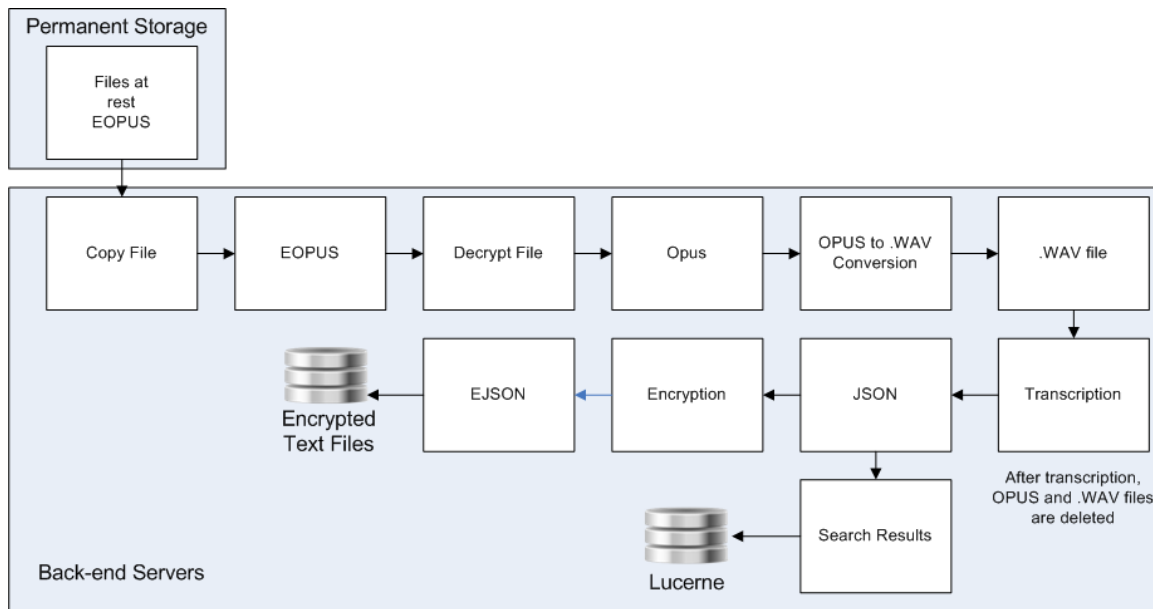 Permanent Storage
Files at
rest
EOPUS
Copy File
EOPUS
Decrypt File
Opus
OPUS to .WAV
Conversion
.WAV file
Encrypted
Text Files
EJSON
Encryption
JSON
Transcription
After transcription,
OPUS and .WAV files
are deleted
Lucerne
Search Results
Back-end Servers